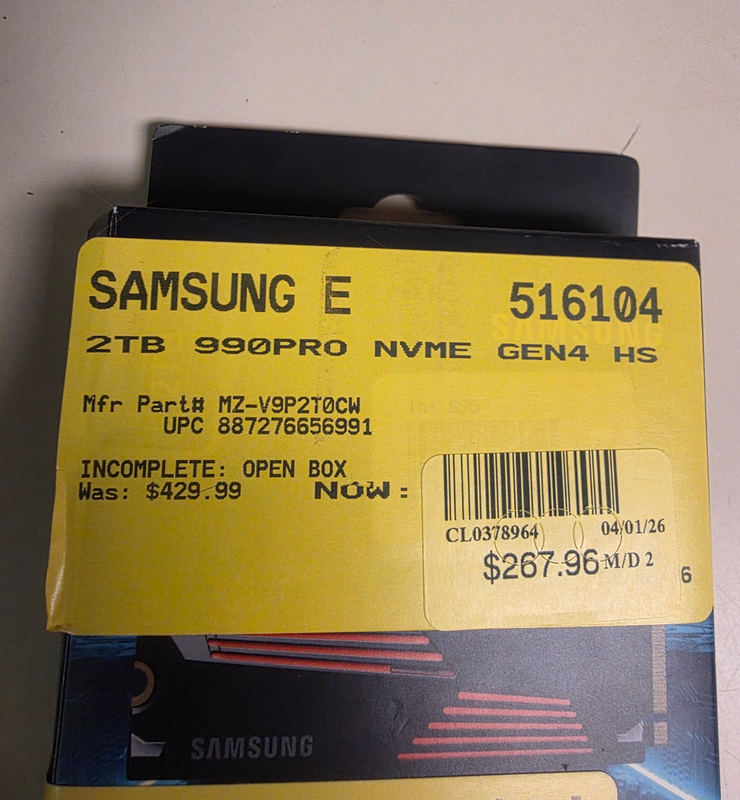 SAMSUNG E 516104
2TB 990PRO NVME GEN4 HS
Mfr Part# MZ-V9P2T0CW
UPC 887276656991
INCOMPLETE: OPEN BOX
Was: $429.99 NOW:
CL0378964 04/01/26
$267.96 M/D 2
6
SAMSUNG